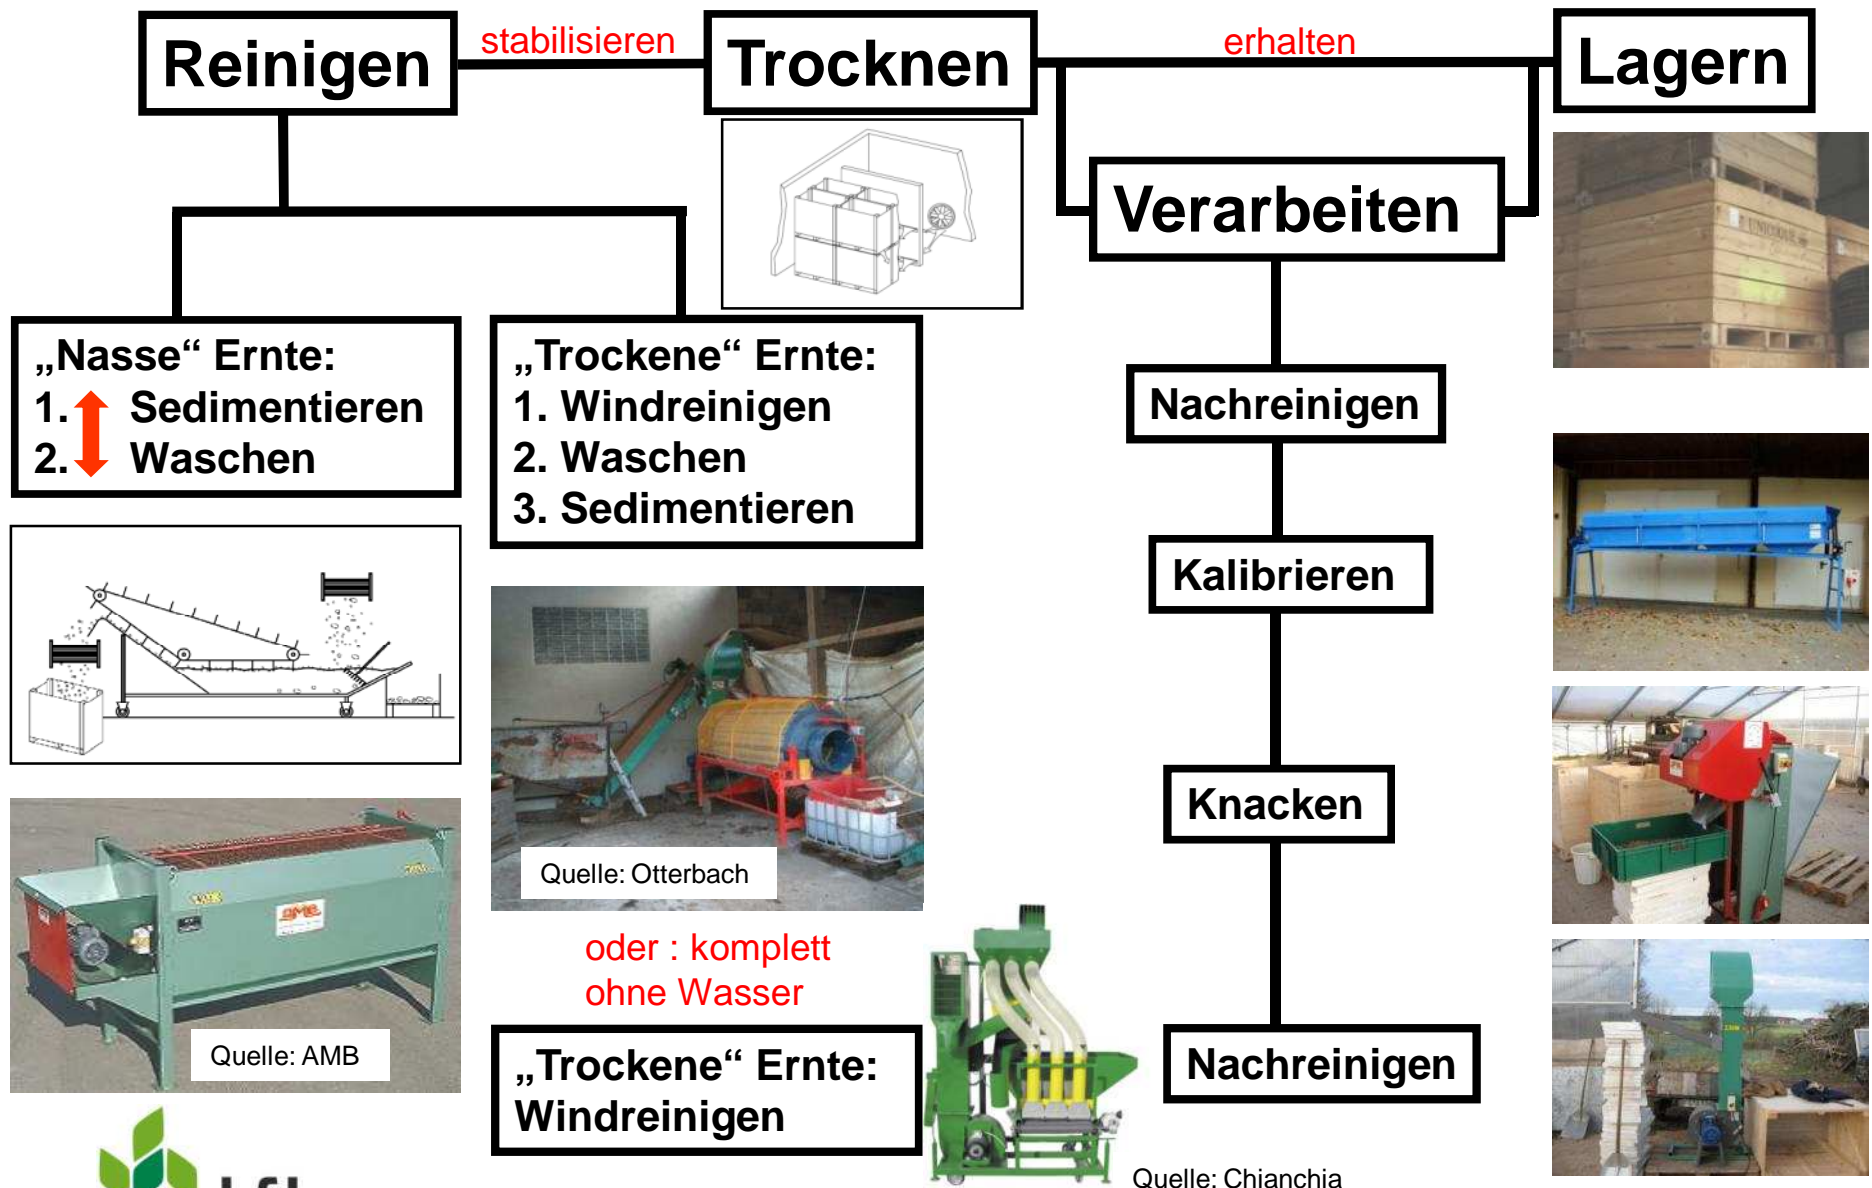 Reinigen
stabilisieren
Trocknen
erhalten
Lagern
Verarbeiten
„Nasse“ Ernte:
1. Sedimentieren
2. Waschen
„Trockene“ Ernte:
1. Windreinigen
2. Waschen
3. Sedimentieren
Nachreinigen
Kalibrieren
Knacken
Nachreinigen
Quelle: Otterbach
oder : komplett
ohne Wasser
„Trockene“ Ernte:
Windreinigen
AMB
Quelle: AMB
Quelle: Chianchia